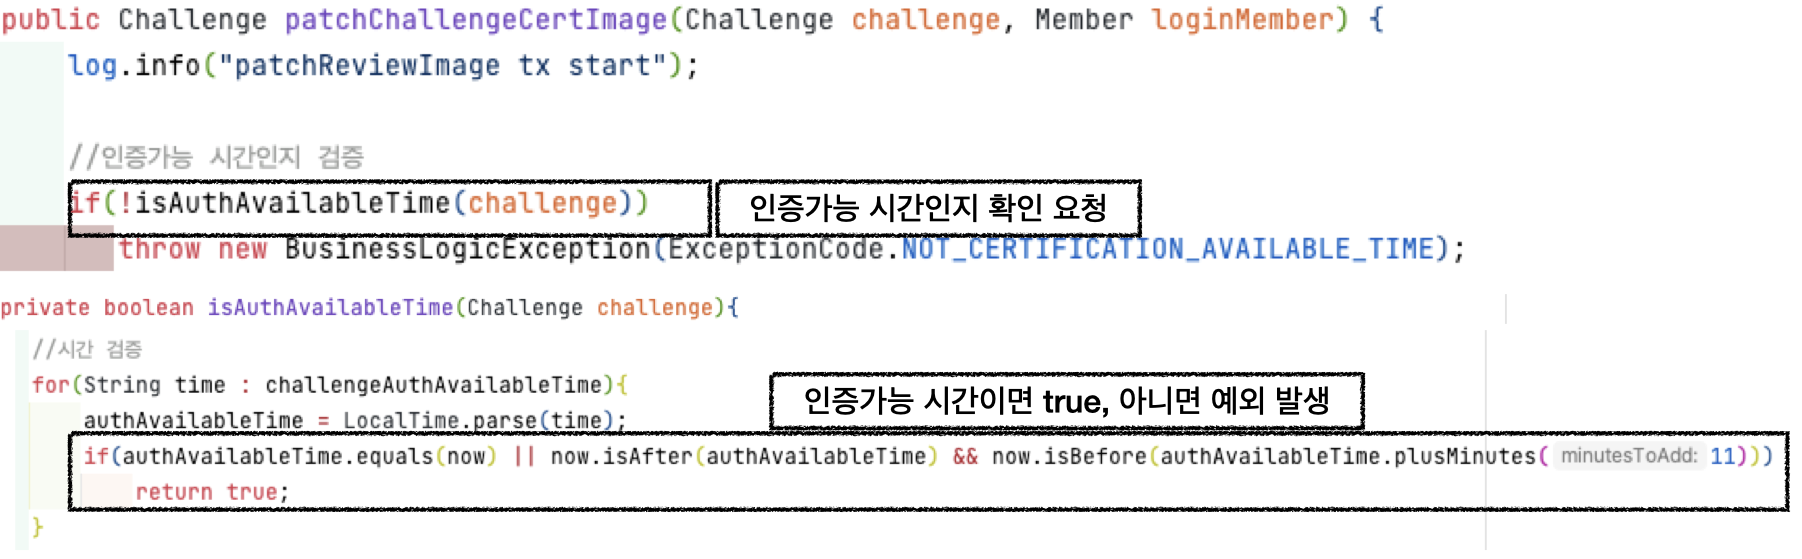 public Challenge patchChallengeCertImage(Challenge challenge, Member loginMember) {
log.info("patchReviewImage tx start");
//인증가능 시간인지 검증
if(!isAuthAvailableTime(challenge))
인증가능 시간인지 확인 요청
throw new BusinessLogicException(ExceptionCode.NOT_CERTIFICATION_AVAILABLE_TIME);
private boolean isAuthAvailableTime(Challenge challenge){
//시간 검증
for(String time : challengeAuthAvailableTime){
인증가능 시간이면 true, 아니면 예외 발생
authAvailableTime = LocalTime.parse(time);
if(authAvailableTime.equals(now) || now.isAfter(authAvailableTime) && now.isBefore(authAvailableTime.plusMinutes( minutesToAdd: 11)))
return true;
}